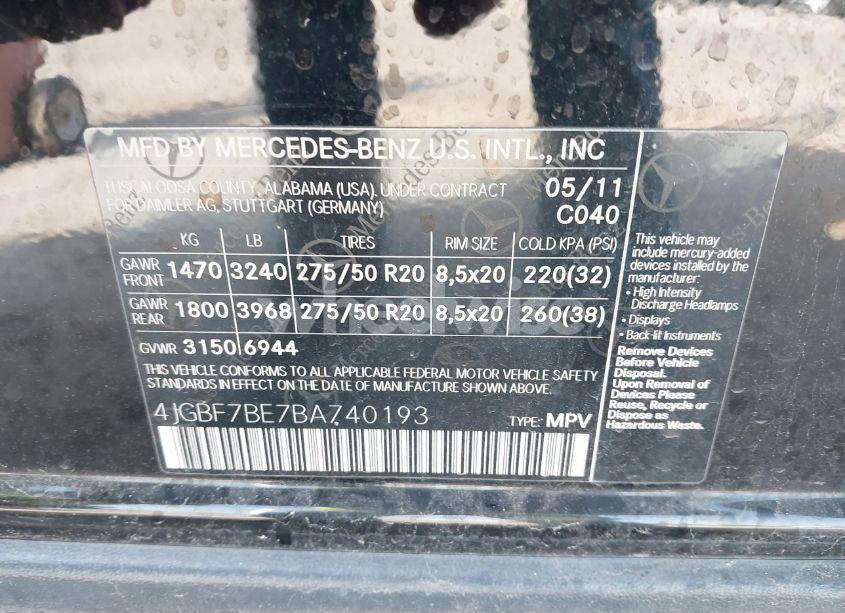 MFD BY MERCEDES-BENZ U.S. INTL., INC
TUSCALOOSA COUNTY, ALABAMA (USA). UNDER CONTRACT
FOR DAIMLER AG, STUTTGART (GERMANY)
05/11
C040
KG LB TIRES RIM SIZE COLD KPA (PSI)
GAWR FRONT 1470 3240 275/50 R20 8,5x20 220(32)
GAWR REAR 1800 3968 275/50 R20 8,5x20 260(38)
GVWR 3150 6944
THIS VEHICLE CONFORMS TO ALL APPLICABLE FEDERAL MOTOR VEHICLE SAFETY
STANDARDS IN EFFECT ON THE DATE OF MANUFACTURE SHOWN ABOVE.
4JGBF7BE7BA740193 TYPE: MPV
This vehicle may
include mercury-added
devices installed by the
manufacturer:
• High Intensity
Discharge Headlamps
• Displays
• Back-lit Instruments
Remove Devices
Before Vehicle
Disposal.
Upon Removal of
Devices Please
Reuse, Recycle or
Dispose as
Hazardous Waste.